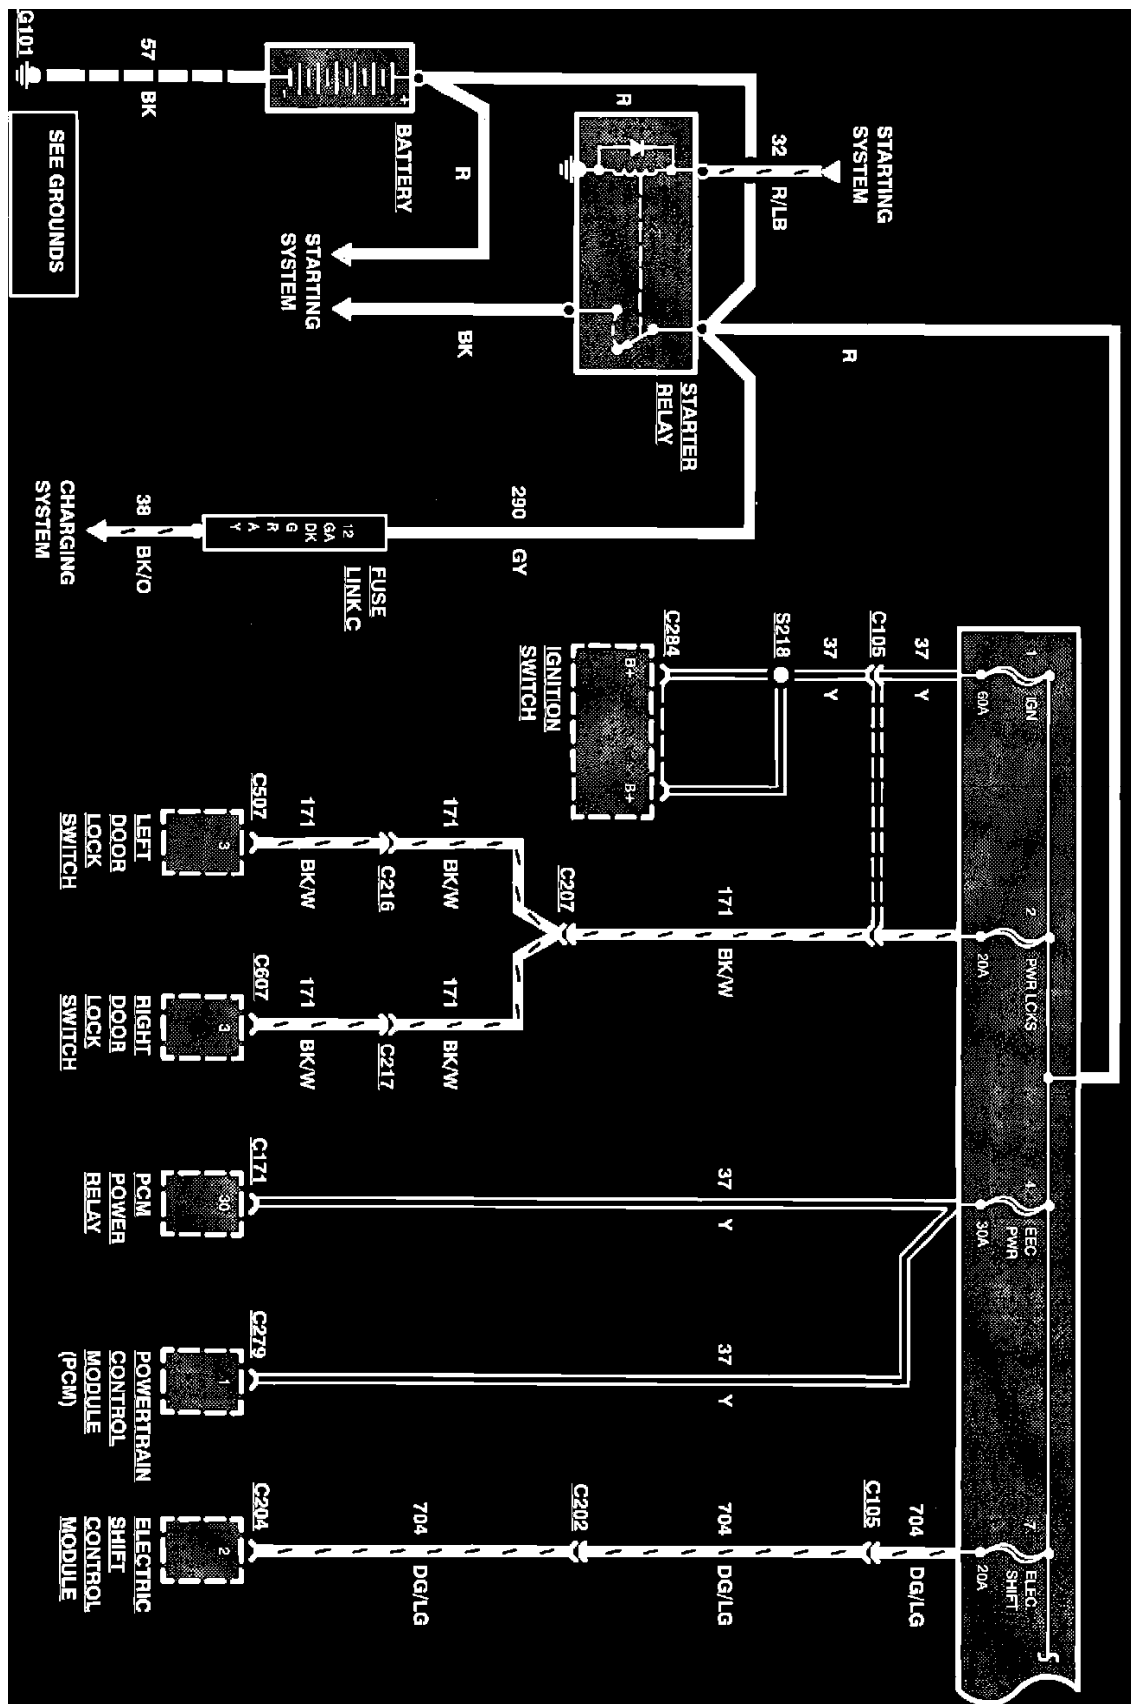 G101
57
BK
SEE GROUNDS
+
BATTERY
R
R
STARTING
SYSTEM
32
R/LB
STARTING
SYSTEM
BK
STARTER
RELAY
R
290
GY
12
GA
DK
G
R
A
Y
FUSE
LINK C
38
BK/O
CHARGING
SYSTEM
1
IGN
60A
37
Y
C105
37
Y
S218
C284
B+
B+
IGNITION
SWITCH
2
PWR LCKS
20A
171
BK/W
C207
171
BK/W
C216
171
BK/W
C507
3
LEFT
DOOR
LOCK
SWITCH
171
BK/W
C217
171
BK/W
C607
3
RIGHT
DOOR
LOCK
SWITCH
4
EEC
PWR
30A
37
Y
C171
30
PCM
POWER
RELAY
37
Y
C279
1
POWERTRAIN
CONTROL
MODULE
(PCM)
7
ELEC
SHIFT
20A
704
DG/LG
C105
704
DG/LG
C202
704
DG/LG
C204
2
ELECTRIC
SHIFT
CONTROL
MODULE